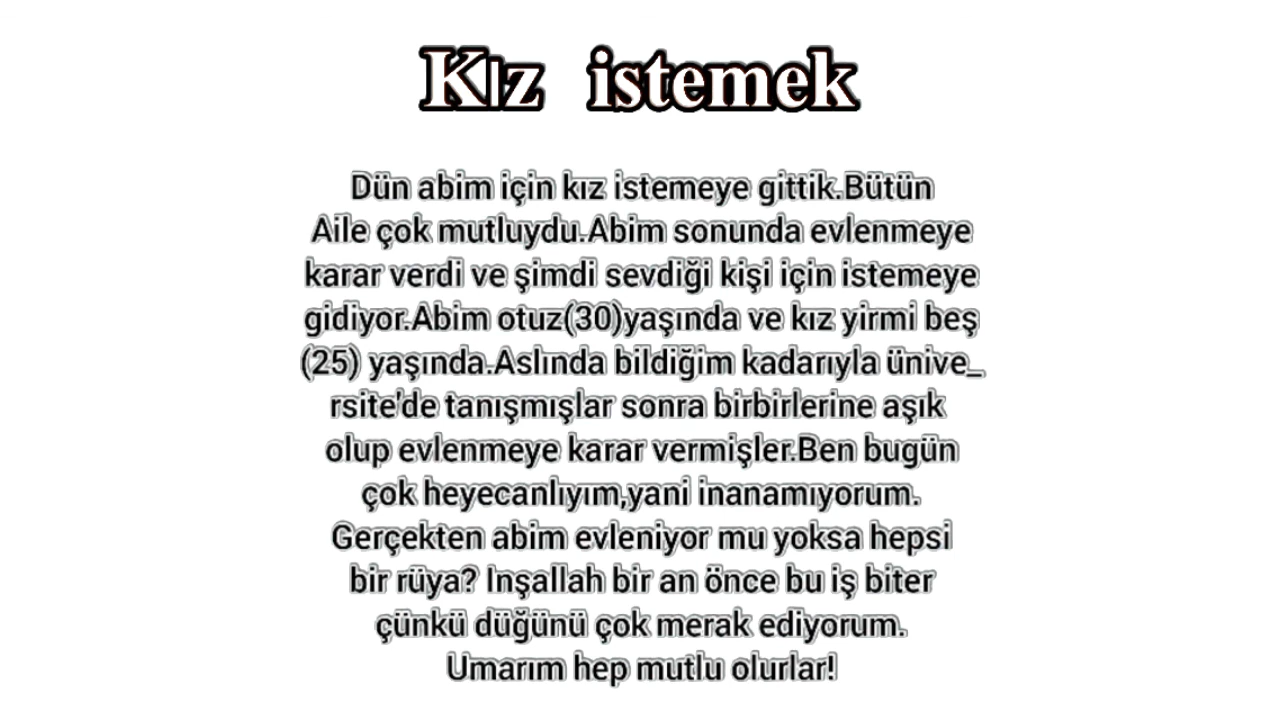 Kız istemek
Dün abim için kız istemeye gittik.Bütün
Aile çok mutluydu.Abim sonunda evlenmeye
karar verdi ve şimdi sevdiği kişi için istemeye
gidiyor.Abim otuz(30)yaşında ve kız yirmi beş
(25) yaşında.Aslında bildiğim kadarıyla ünive_
rsite'de tanışmışlar sonra birbirlerine aşık
olup evlenmeye karar vermişler.Ben bugün
çok heyecanlıyım,yani inanamıyorum.
Gerçekten abim evleniyor mu yoksa hepsi
bir rüya? Inşallah bir an önce bu iş biter
çünkü düğünü çok merak ediyorum.
Umarım hep mutlu olurlar!